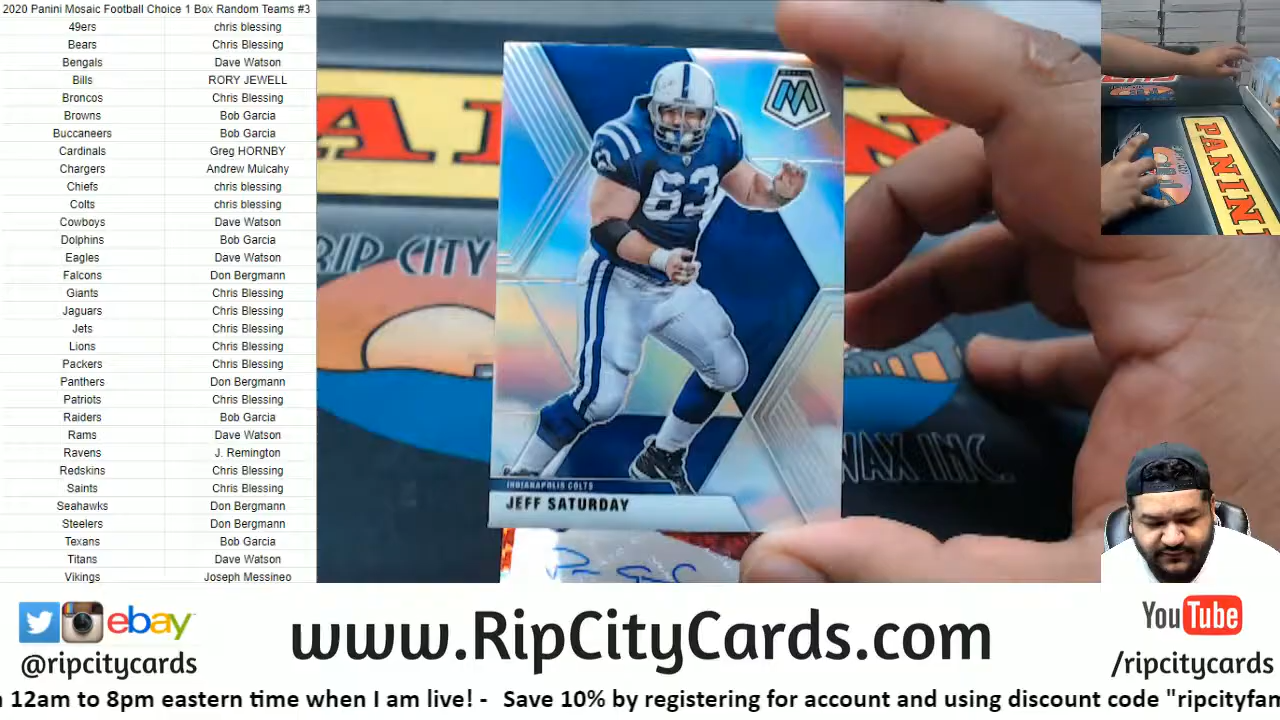 2020 Panini Mosaic Football Choice 1 Box Random Teams #3
49ers chris blessing
Bears Chris Blessing
Bengals Dave Watson
Bills RORY JEWELL
Broncos Chris Blessing
Browns Bob Garcia
Buccaneers Bob Garcia
Cardinals Greg HORNBY
Chargers Andrew Mulcahy
Chiefs chris blessing
Colts chris blessing
Cowboys Dave Watson
Dolphins Bob Garcia
Eagles Dave Watson
Falcons Don Bergmann
Giants Chris Blessing
Jaguars Chris Blessing
Jets Chris Blessing
Lions Chris Blessing
Packers Chris Blessing
Panthers Don Bergmann
Patriots Chris Blessing
Raiders Bob Garcia
Rams Dave Watson
Ravens J. Remington
Redskins Chris Blessing
Saints Chris Blessing
Seahawks Don Bergmann
Steelers Don Bergmann
Texans Bob Garcia
Titans Dave Watson
Vikings Joseph Messineo
RIP CITY
WAX INC.
63
M
INDIANAPOLIS COLTS
JEFF SATURDAY
PANINI
ebay
@ripcitycards
www.RipCityCards.com
YouTube
/ripcitycards
12am to 8pm eastern time when I am live! - Save 10% by registering for account and using discount code "ripcityfan